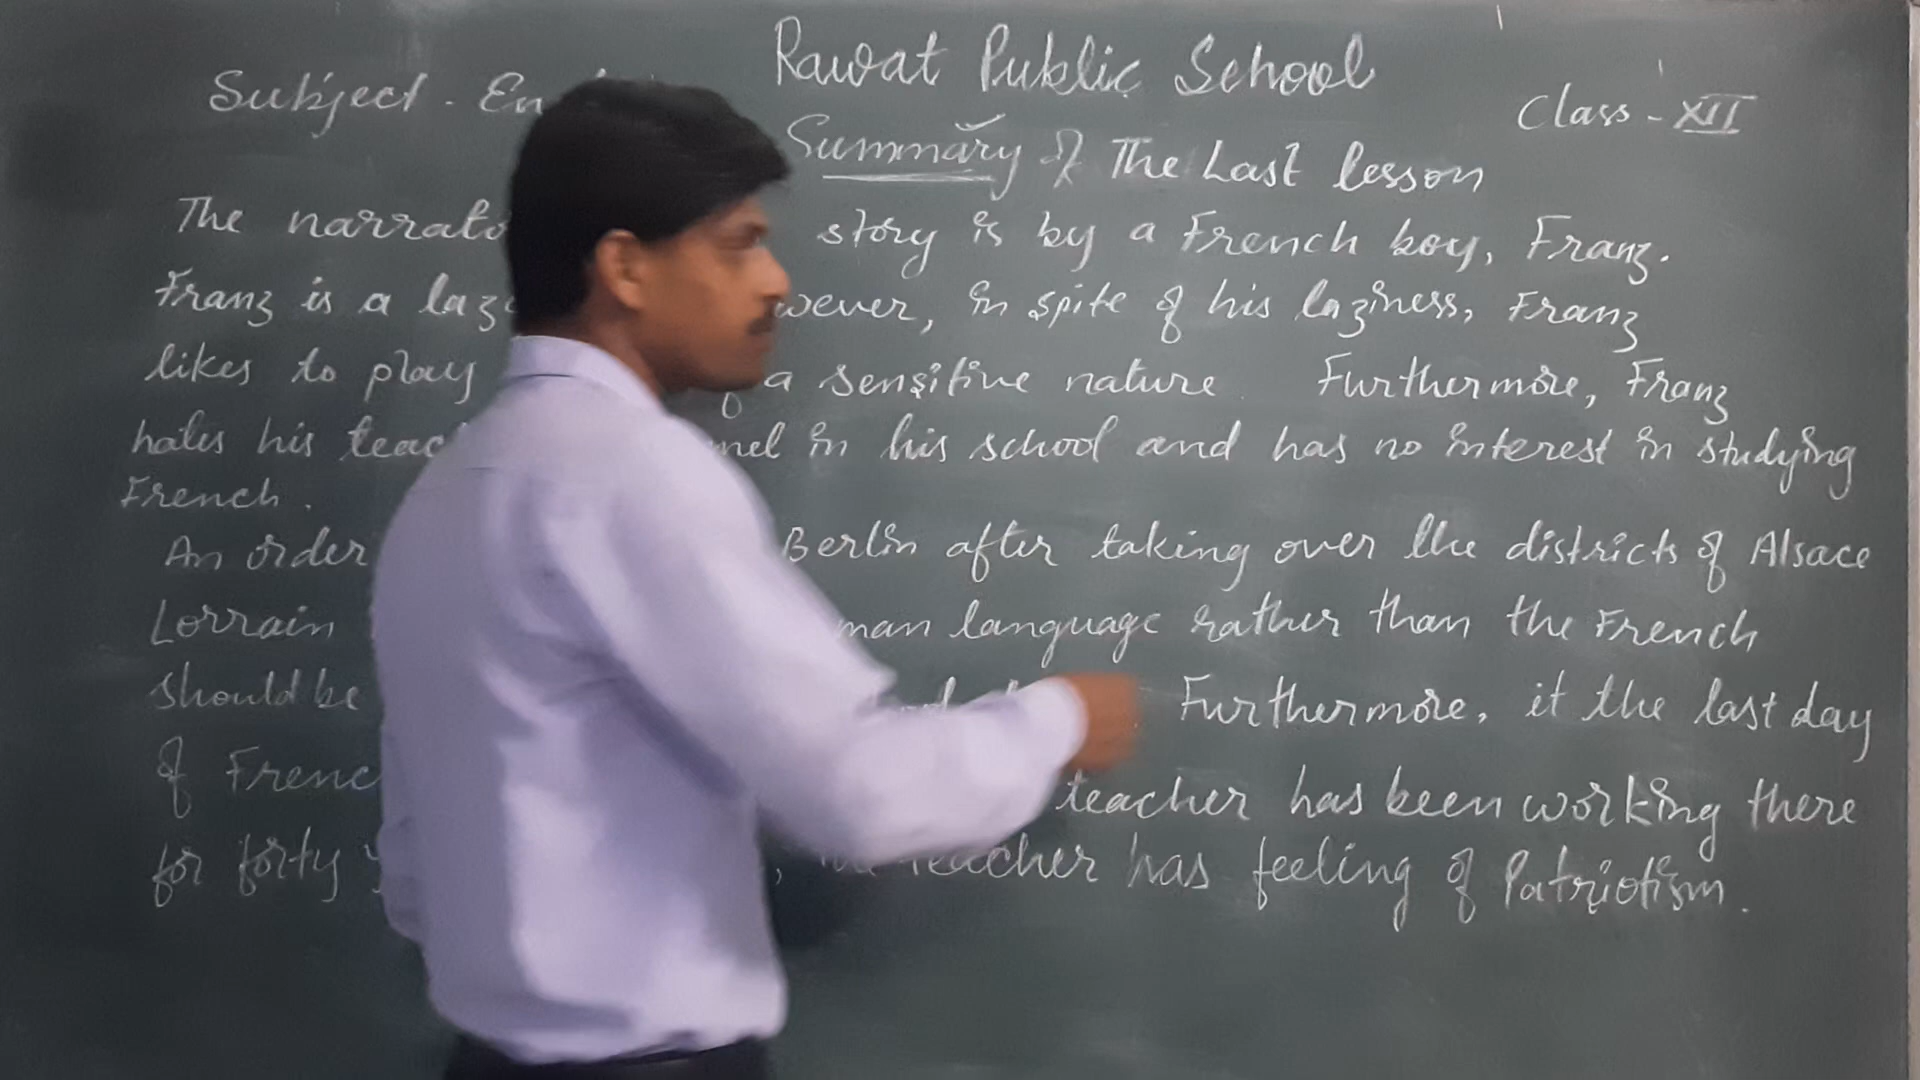 Rawat Public School
Subject - En
Class - XII
Summary of The Last lesson
The narrato story is by a French boy, Franz.
Franz is a laz wever, in spite of his laziness, Franz
likes to play a sensitive nature Furthermore, Franz
hates his teac mel in his school and has no interest in studying
French.
An order Berlin after taking over the districts of Alsace
Lorrain man language rather than the French
should be Furthermore, it the last day
of Frenc teacher has been working there
for forty y , teacher has feeling of Patriotism.